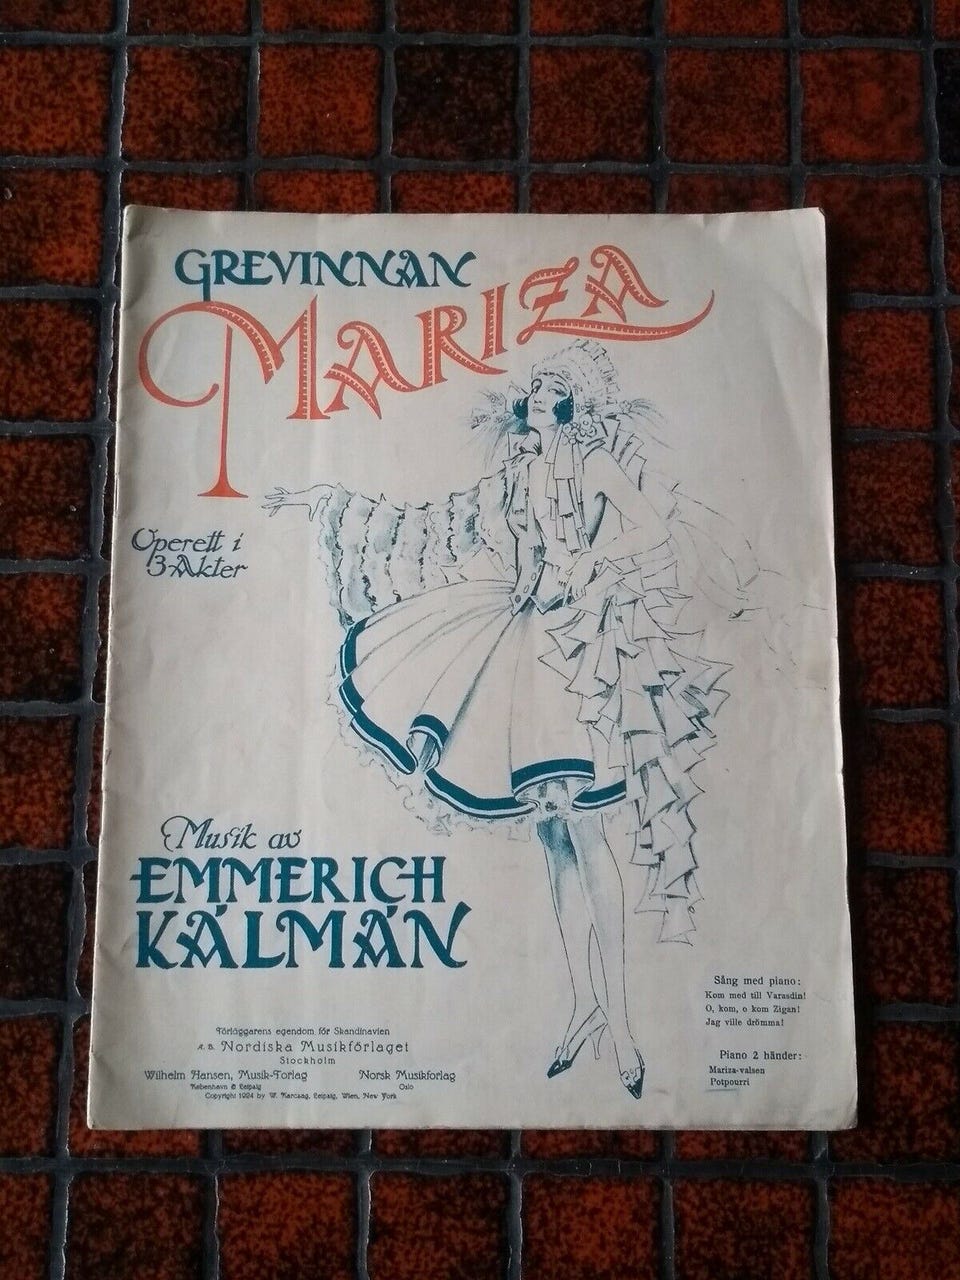 GREVINNAN
MARIZA
Operett i
3 Akter
Musik av
EMMERICH
KÁLMÁN
Sång med piano:
Kom med till Varasdin!
O, kom, o kom Zigan!
Jag ville drömma!
Piano 2 händer:
Mariza-valsen
Potpourri
Förläggarens egendom för Skandinavien
A. B. Nordiska Musikförlaget
Stockholm
Wilhelm Hansen, Musik-Forlag Norsk Musikforlag
København & Leipzig Oslo
Copyright 1924 by W. Karczag, Leipzig, Wien, New York